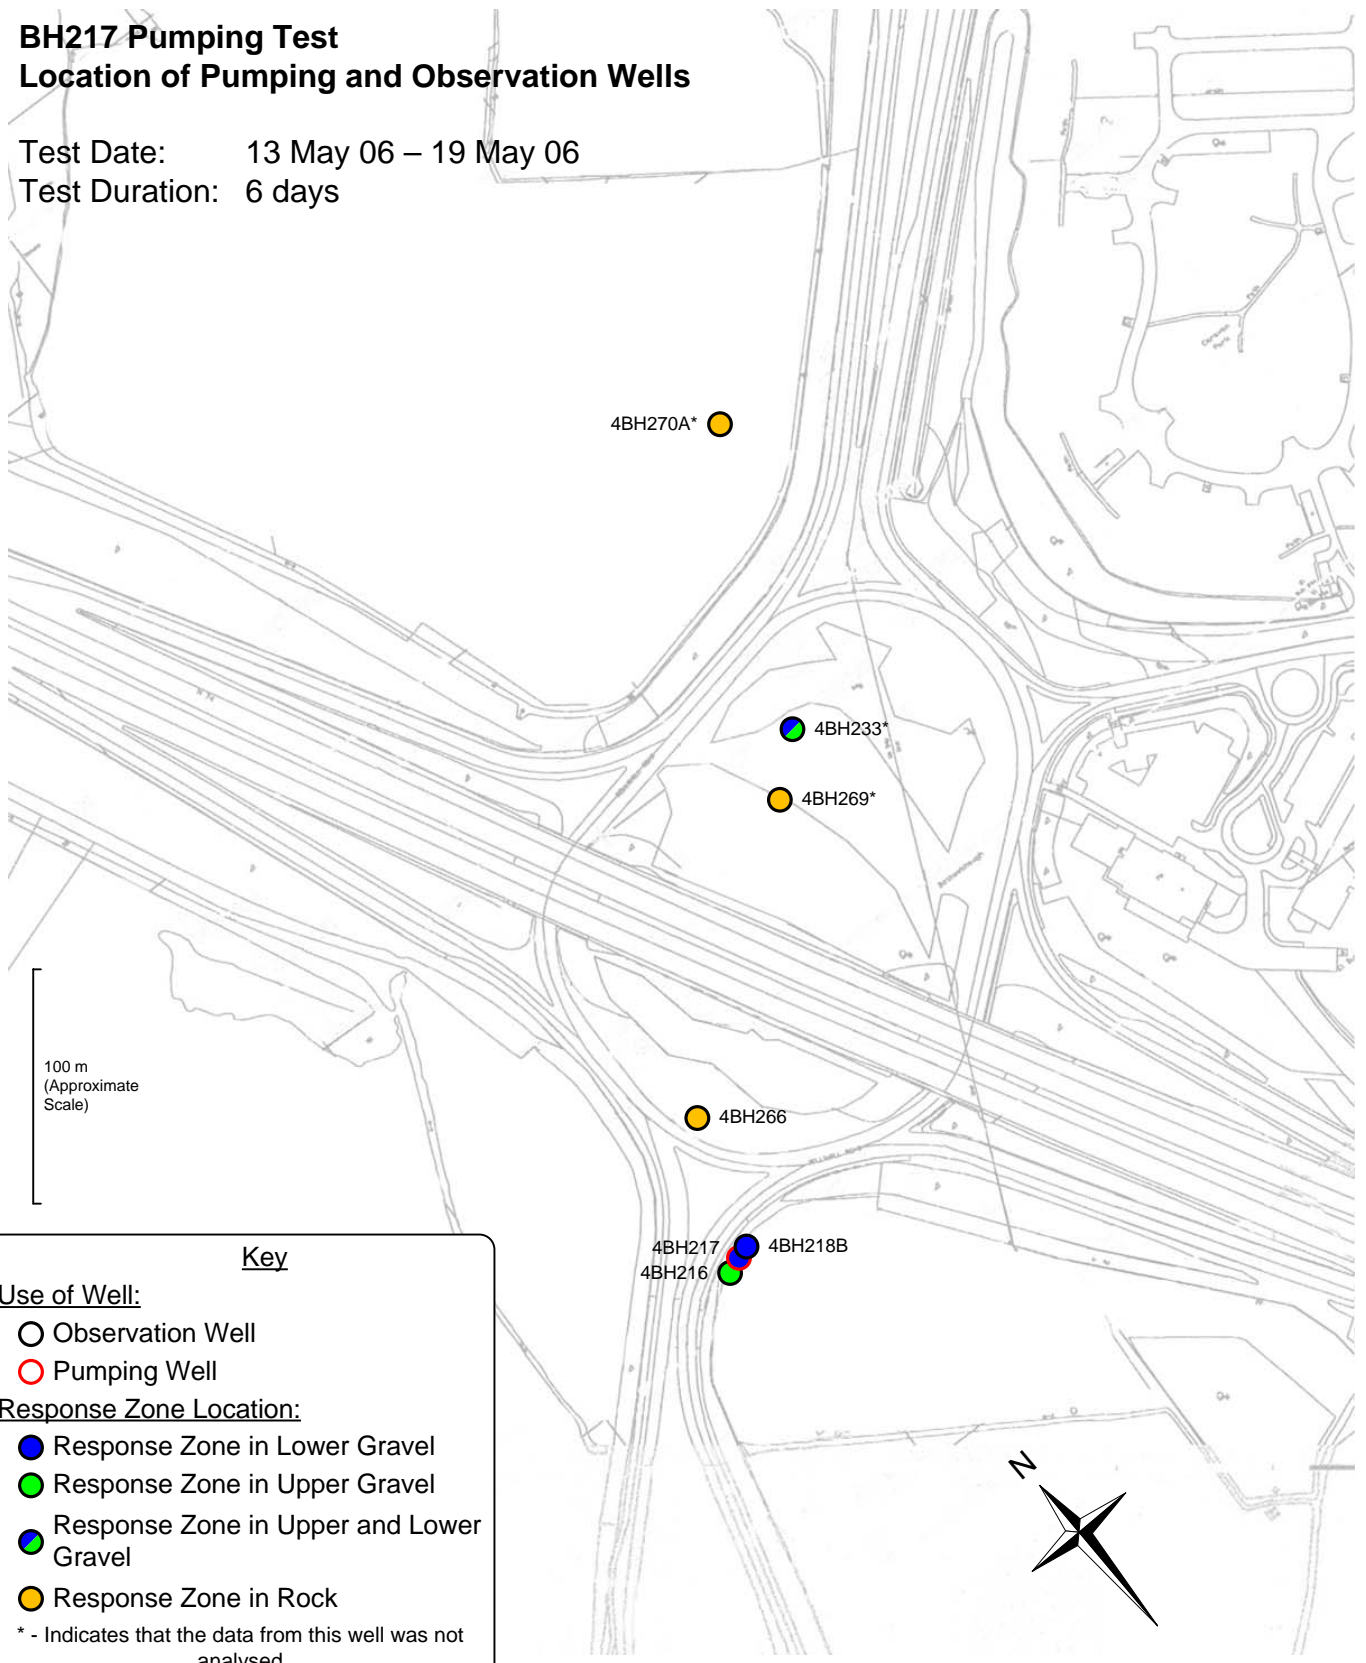 BH217 Pumping Test
Location of Pumping and Observation Wells
Test Date: 13 May 06 – 19 May 06
Test Duration: 6 days
4BH270A*
4BH233*
4BH269*
100 m
(Approximate
Scale)
4BH266
4BH217
4BH218B
4BH216
Key
Use of Well:
Observation Well
Pumping Well
Response Zone Location:
Response Zone in Lower Gravel
Response Zone in Upper Gravel
Response Zone in Upper and Lower
Gravel
Response Zone in Rock
* - Indicates that the data from this well was not
analysed
N